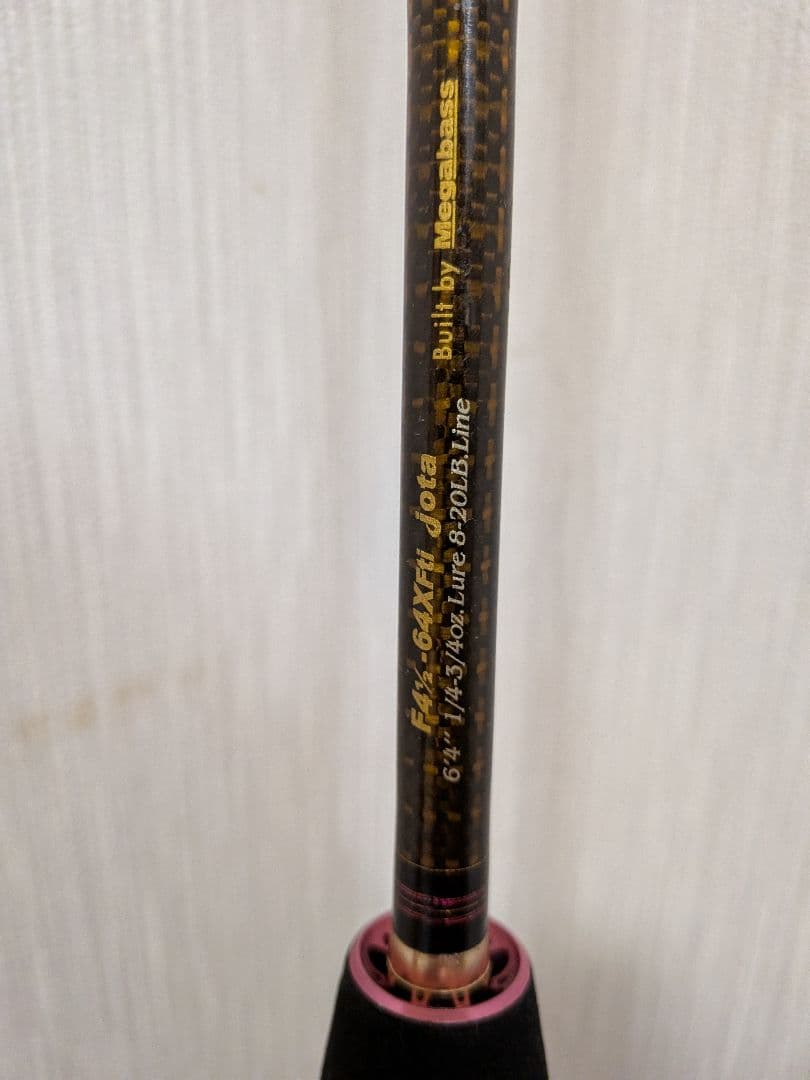 F4½-64XFti jota Built by Megabass
6'4" 1/4-3/4oz. Lure 8-20LB. Line